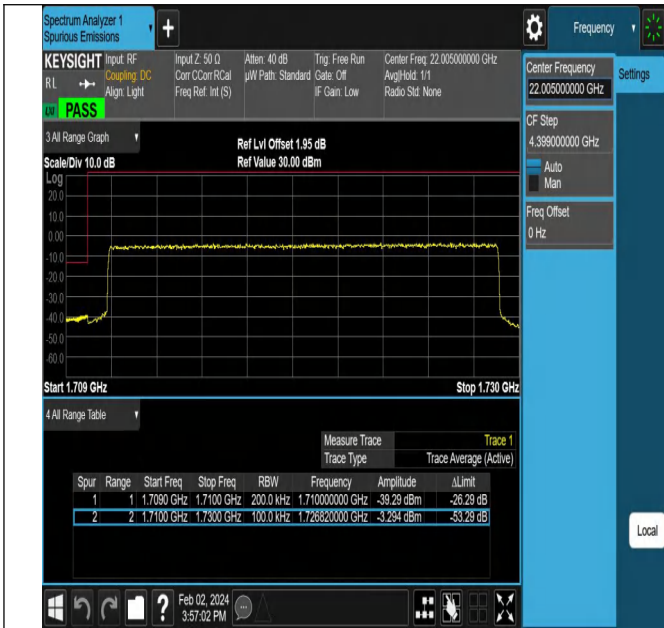 Spectrum Analyzer 1
Spurious Emissions
Frequency
KEYSIGHT
RL
PASS
Input: RF
Coupling: DC
Align: Light
Input Z: 50 Ω
Corr CCorr RCal
Freq Ref: Int (S)
Atten: 40 dB
µW Path: Standard
Trig: Free Run
Gate: Off
IF Gain: Low
Center Freq: 22.005000000 GHz
Avg|Hold: 1/1
Radio Std: None
Center Frequency
22.005000000 GHz
Settings
CF Step
4.399000000 GHz
Auto
Man
Freq Offset
0 Hz
3 All Range Graph
Scale/Div 10.0 dB
Ref Lvl Offset 1.95 dB
Ref Value 30.00 dBm
Log
20.0
10.0
0.00
-10.0
-20.0
-30.0
-40.0
-50.0
-60.0
Start 1.709 GHz
Stop 1.730 GHz
4 All Range Table
Measure Trace Trace 1
Trace Type Trace Average (Active)
Spur Range Start Freq Stop Freq RBW Frequency Amplitude ΔLimit
1 1 1.7090 GHz 1.7100 GHz 200.0 kHz 1.710000000 GHz -39.29 dBm -26.29 dB
2 2 1.7100 GHz 1.7300 GHz 100.0 kHz 1.726820000 GHz -3.294 dBm -53.29 dB
Local
Feb 02, 2024
3:57:02 PM